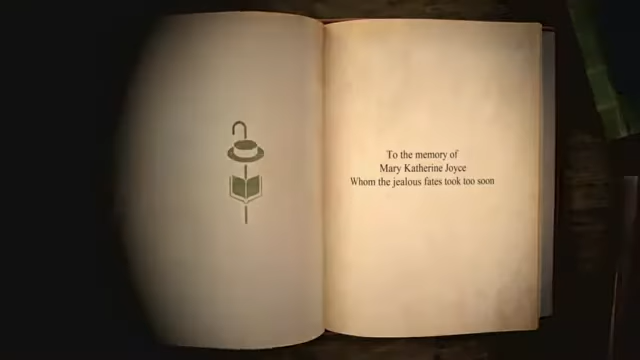 To the memory of
Mary Katherine Joyce
Whom the jealous fates took too soon